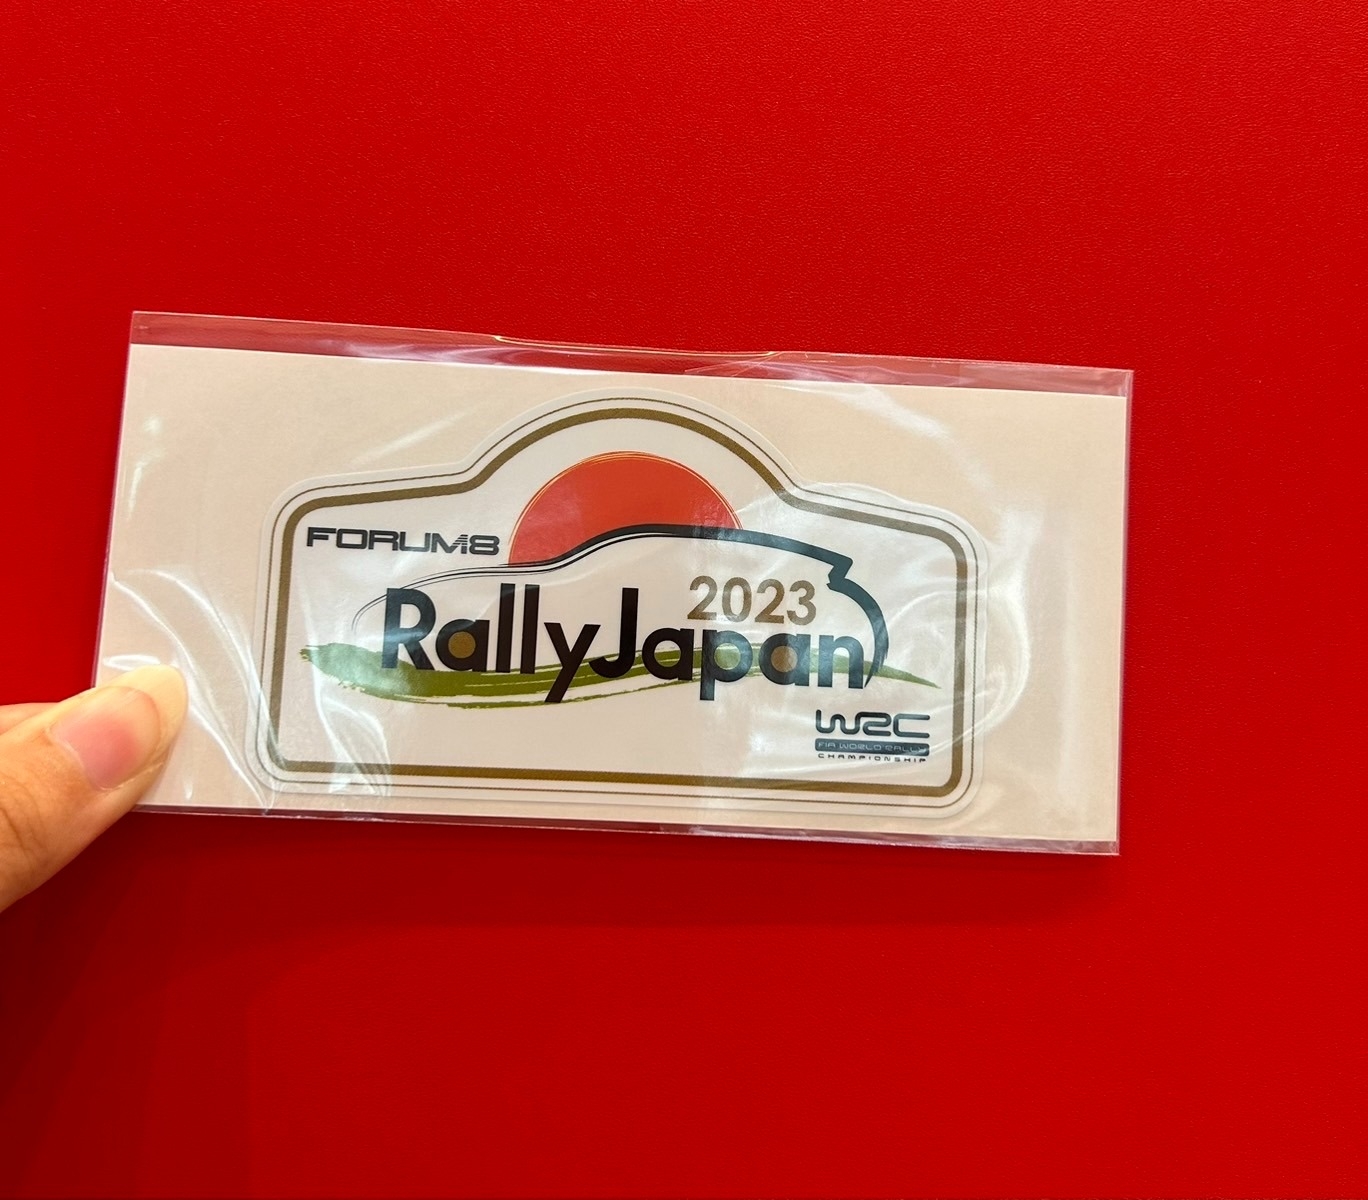 FORUM8
2023
RallyJapan
WRC
FIA WORLD RALLY
CHAMPIONSHIP